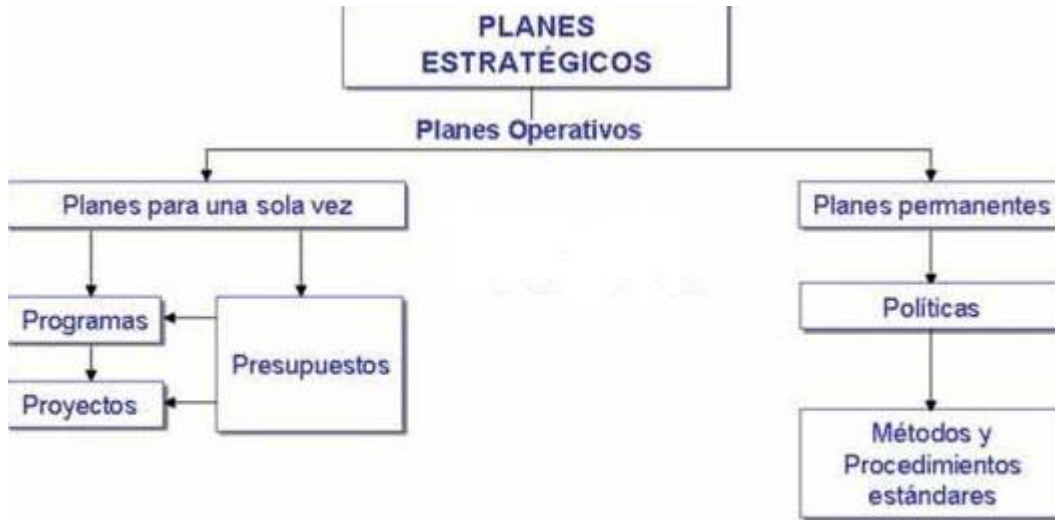 PLANES
ESTRATÉGICOS
Planes Operativos
Planes para una sola vez
Planes permanentes
Programas
Presupuestos
Proyectos
Políticas
Métodos y
Procedimientos
estándares